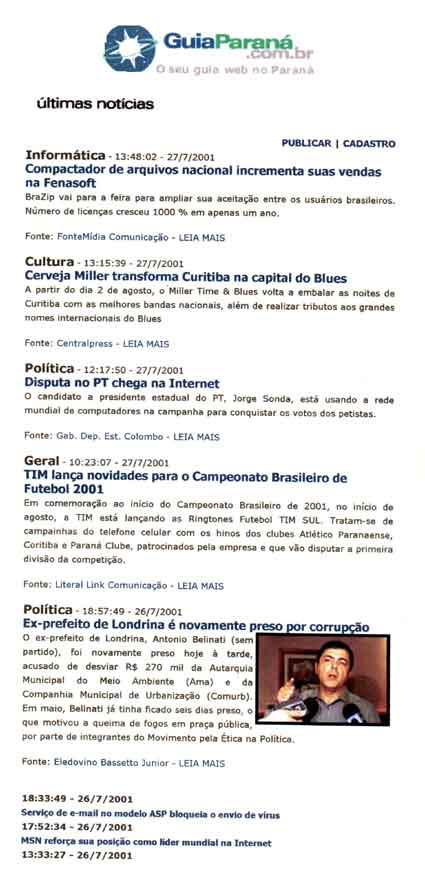 GuiaParaná
.com.br
O seu guia web no Paraná
últimas notícias
PUBLICAR | CADASTRO
Informática - 13:48:02 - 27/7/2001
Compactador de arquivos nacional incrementa suas vendas
na Fenasoft
BraZip vai para a feira para ampliar sua aceitação entre os usuários brasileiros.
Número de licenças cresceu 1000 % em apenas um ano.
Fonte: FonteMídia Comunicação - LEIA MAIS
Cultura - 13:15:39 - 27/7/2001
Cerveja Miller transforma Curitiba na capital do Blues
A partir do dia 2 de agosto, o Miller Time & Blues volta a embalar as noites de
Curitiba com as melhores bandas nacionais, além de realizar tributos aos grandes
nomes internacionais do Blues
Fonte: Centralpress - LEIA MAIS
Política - 12:17:50 - 27/7/2001
Disputa no PT chega na Internet
O candidato a presidente estadual do PT, Jorge Sonda, está usando a rede
mundial de computadores na campanha para conquistar os votos dos petistas.
Fonte: Gab. Dep. Est. Colombo - LEIA MAIS
Geral - 10:23:07 - 27/7/2001
TIM lança novidades para o Campeonato Brasileiro de
Futebol 2001
Em comemoração ao início do Campeonato Brasileiro de 2001, no início de
agosto, a TIM está lançando as Ringtones Futebol TIM SUL. Tratam-se de
campainhas do telefone celular com os hinos dos clubes Atlético Paranaense,
Coritiba e Paraná Clube, patrocinados pela empresa e que vão disputar a primeira
divisão da competição.
Fonte: Literal Link Comunicação - LEIA MAIS
Política - 18:57:49 - 26/7/2001
Ex-prefeito de Londrina é novamente preso por corrupção
O ex-prefeito de Londrina, Antonio Belinati (sem
partido), foi novamente preso hoje à tarde,
acusado de desviar R$ 270 mil da Autarquia
Municipal do Meio Ambiente (Ama) e da
Companhia Municipal de Urbanização (Comurb).
Em maio, Belinati já tinha ficado seis dias preso, o
que motivou a queima de fogos em praça pública,
por parte de integrantes do Movimento pela Ética na Política.
Fonte: Eledovino Bassetto Junior - LEIA MAIS
18:33:49 - 26/7/2001
Serviço de e-mail no modelo ASP bloqueia o envio de vírus
17:52:34 - 26/7/2001
MSN reforça sua posição como líder mundial na Internet
13:33:27 - 26/7/2001